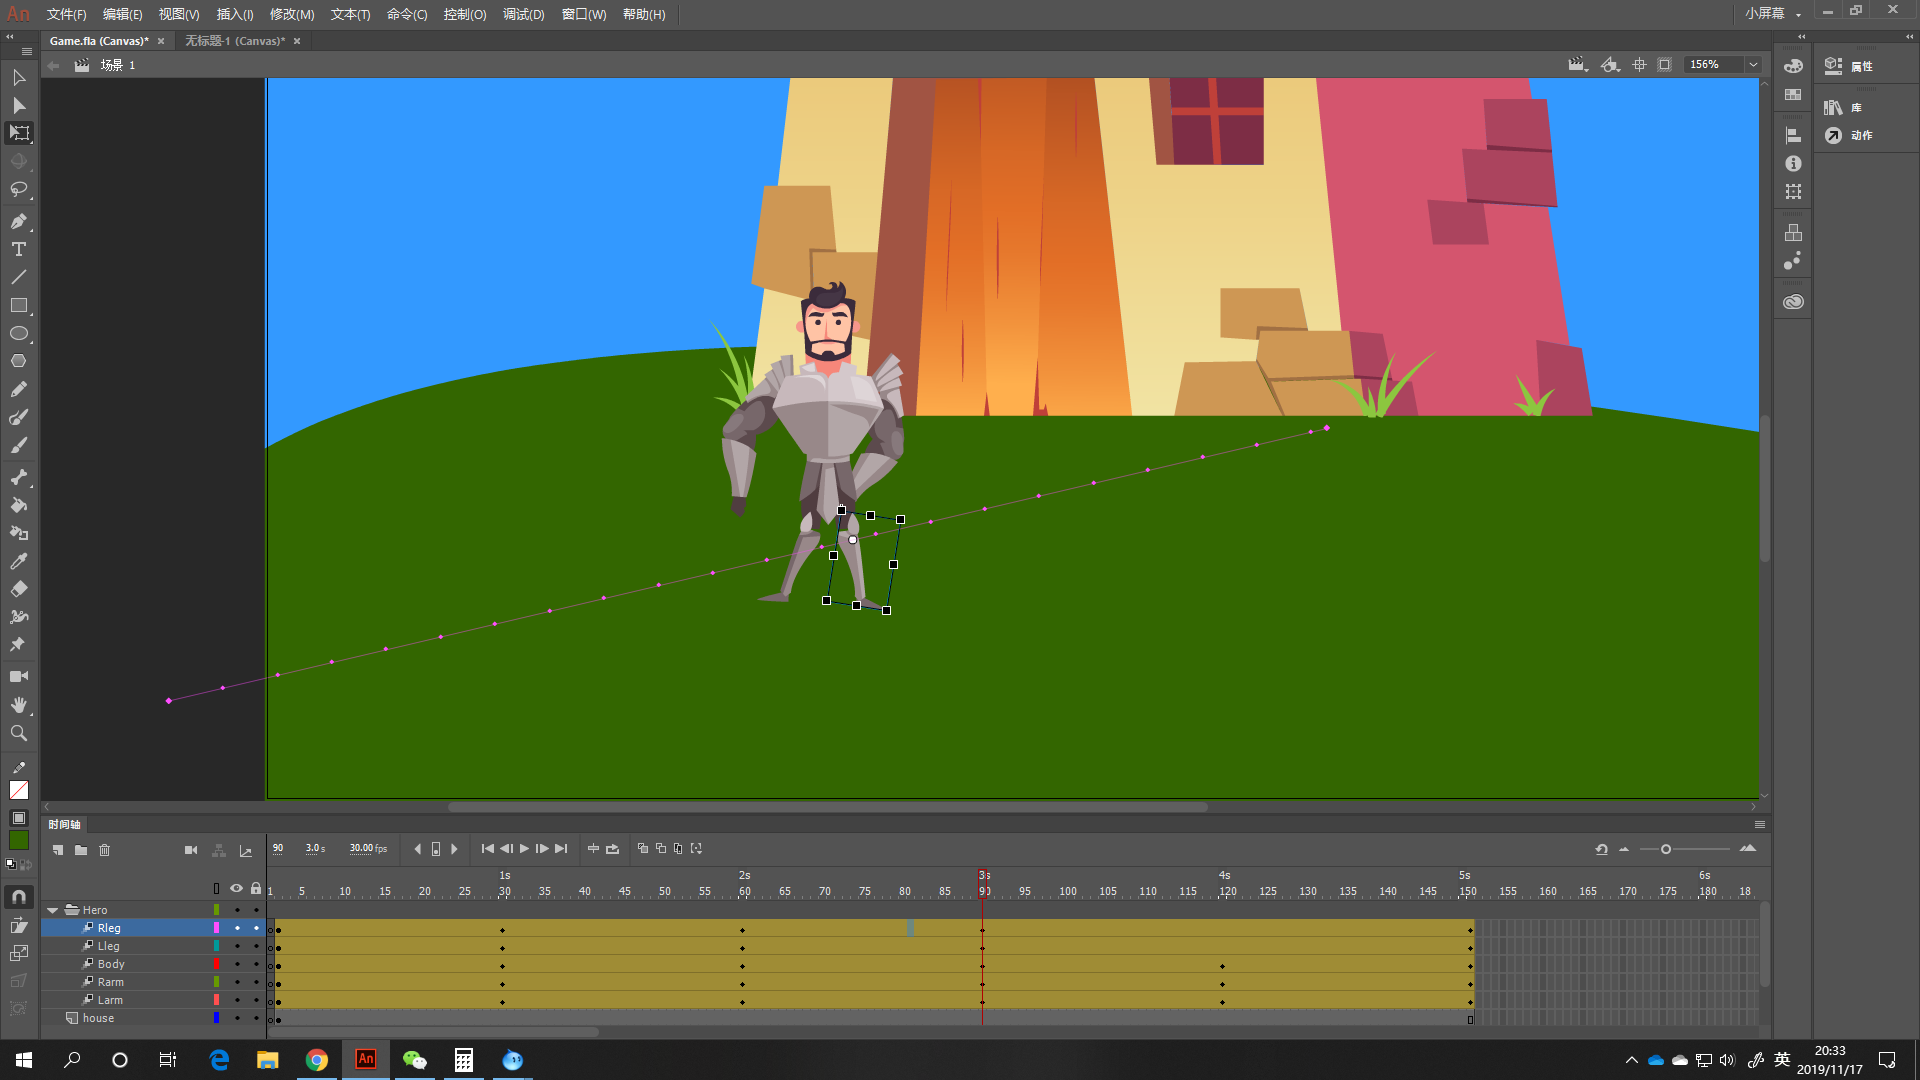 An 文件(F) 编辑(E) 视图(V) 插入(I) 修改(M) 文本(T) 命令(C) 控制(O) 调试(D) 窗口(W) 帮助(H) 小屏幕
Game.fla (Canvas)* × 无标题-1 (Canvas)* ×
场景 1 156%
属性
库
动作
时间轴
90 3.0 s 30.00 fps
1s 2s 3s 4s 5s 6s
1 5 10 15 20 25 30 35 40 45 50 55 60 65 70 75 80 85 90 95 100 105 110 115 120 125 130 135 140 145 150 155 160 165 170 175 180 18
Hero
Rleg
Lleg
Body
Rarm
Larm
house
An
英
20:33
2019/11/17